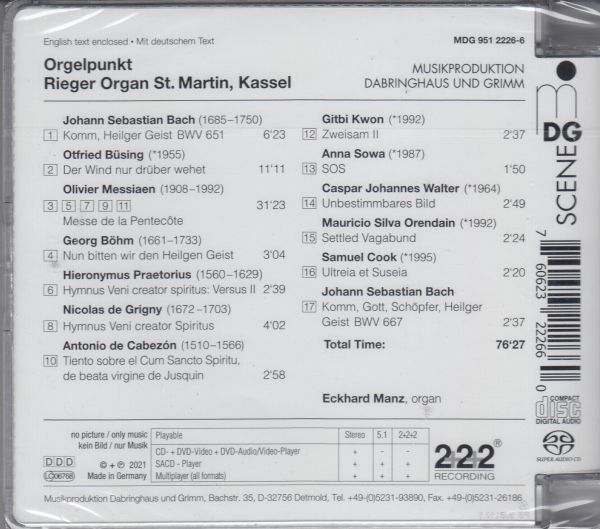 English text enclosed • Mit deutschem Text
MDG 951 2226-6
Orgelpunkt
Rieger Organ St. Martin, Kassel
MUSIKPRODUKTION
DABRINGHAUS UND GRIMM
Johann Sebastian Bach (1685–1750)
1 Komm, Heilger Geist BWV 651 6'23
Otfried Büsing (*1955)
2 Der Wind nur drüber wehet 11'11
Olivier Messiaen (1908–1992)
3 5 7 9 11 31'23
Messe de la Pentecôte
Georg Böhm (1661–1733)
4 Nun bitten wir den Heilgen Geist 3'04
Hieronymus Praetorius (1560–1629)
6 Hymnus Veni creator spiritus: Versus II 2'39
Nicolas de Grigny (1672–1703)
8 Hymnus Veni creator Spiritus 4'02
Antonio de Cabezón (1510–1566)
10 Tiento sobre el Cum Sancto Spiritu,
de beata virgine de Jusquin 2'58
Gitbi Kwon (*1992)
12 Zweisam II 2'37
Anna Sowa (*1987)
13 SOS 1'50
Caspar Johannes Walter (*1964)
14 Unbestimmbares Bild 2'49
Mauricio Silva Orendain (*1992)
15 Settled Vagabund 2'24
Samuel Cook (*1995)
16 Ultreia et Suseia 2'20
Johann Sebastian Bach
17 Komm, Gott, Schöpfer, Heilger
Geist BWV 667 2'37
Total Time: 76'27
Eckhard Manz, organ
MDG
SCENE
7 60623 22266 0
COMPACT
disc
DIGITAL AUDIO
SUPER AUDIO CD
no picture / only music
kein Bild / nur Musik
DDD
LC06768
© + ℗ 2021
Made in Germany
Playable Stereo 5.1 2+2+2
CD- + DVD-Video + DVD-Audio/Video-Player + - -
SACD - Player + + +
Multiplayer (all formats) + + +
2+2+2®
RECORDING
Musikproduktion Dabringhaus und Grimm, Bachstr. 35, D-32756 Detmold, Tel. +49-(0)5231-93890, Fax +49-(0)5231-26186